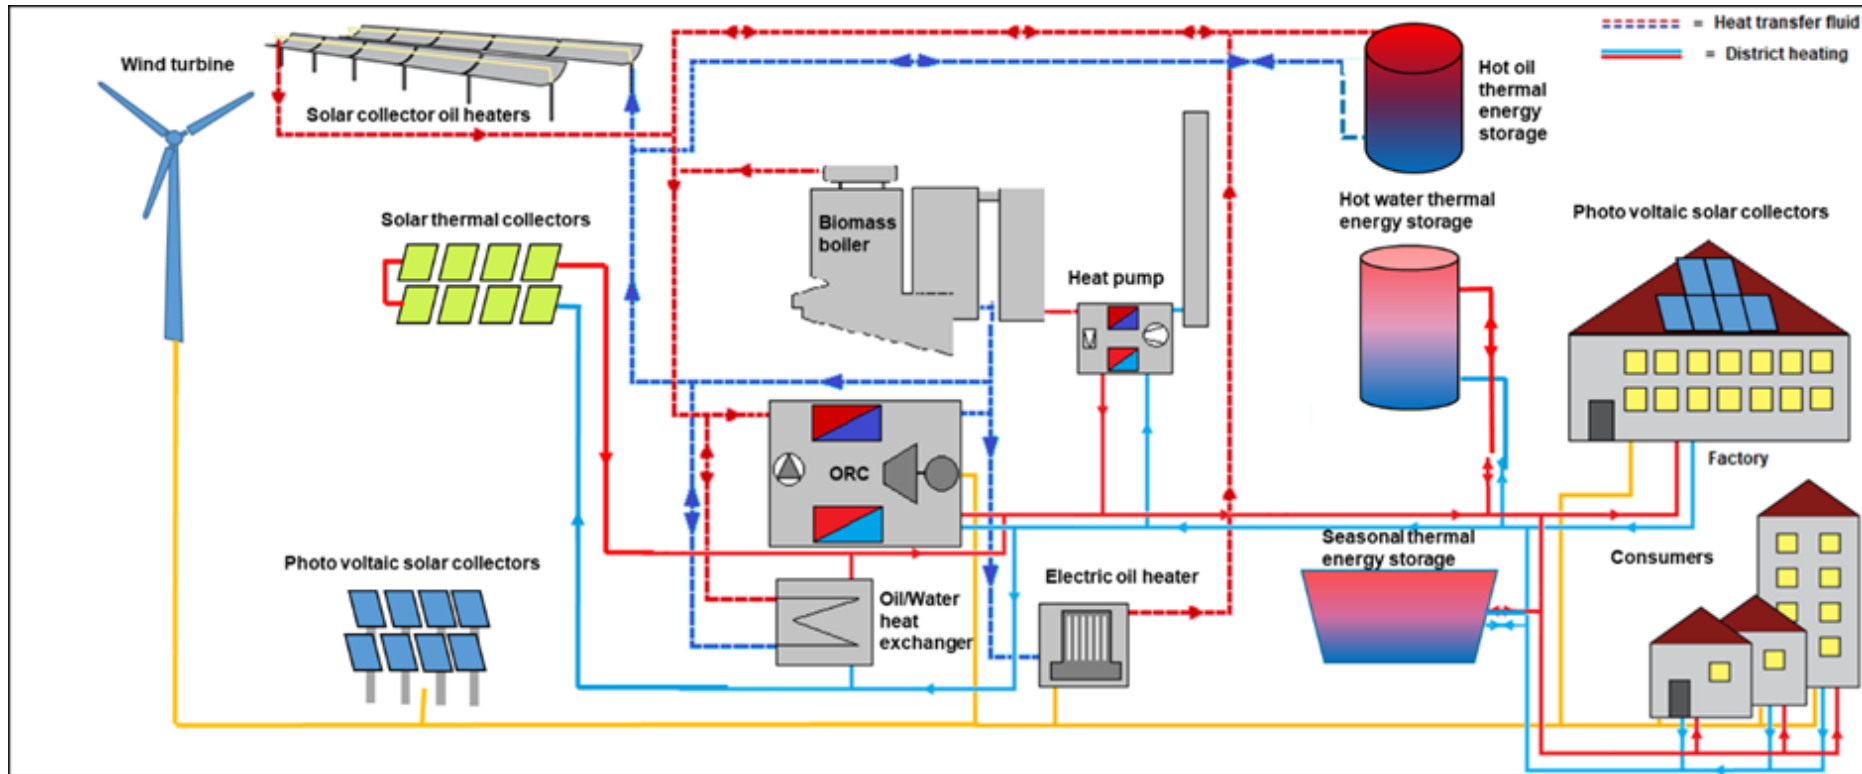 = Heat transfer fluid
= District heating
Wind turbine
Solar collector oil heaters
Hot oil
thermal
energy
storage
Solar thermal collectors
Biomass
boiler
Heat pump
Hot water thermal
energy storage
Photo voltaic solar collectors
Factory
ORC
Photo voltaic solar collectors
Oil/Water
heat
exchanger
Electric oil heater
Seasonal thermal
energy storage
Consumers